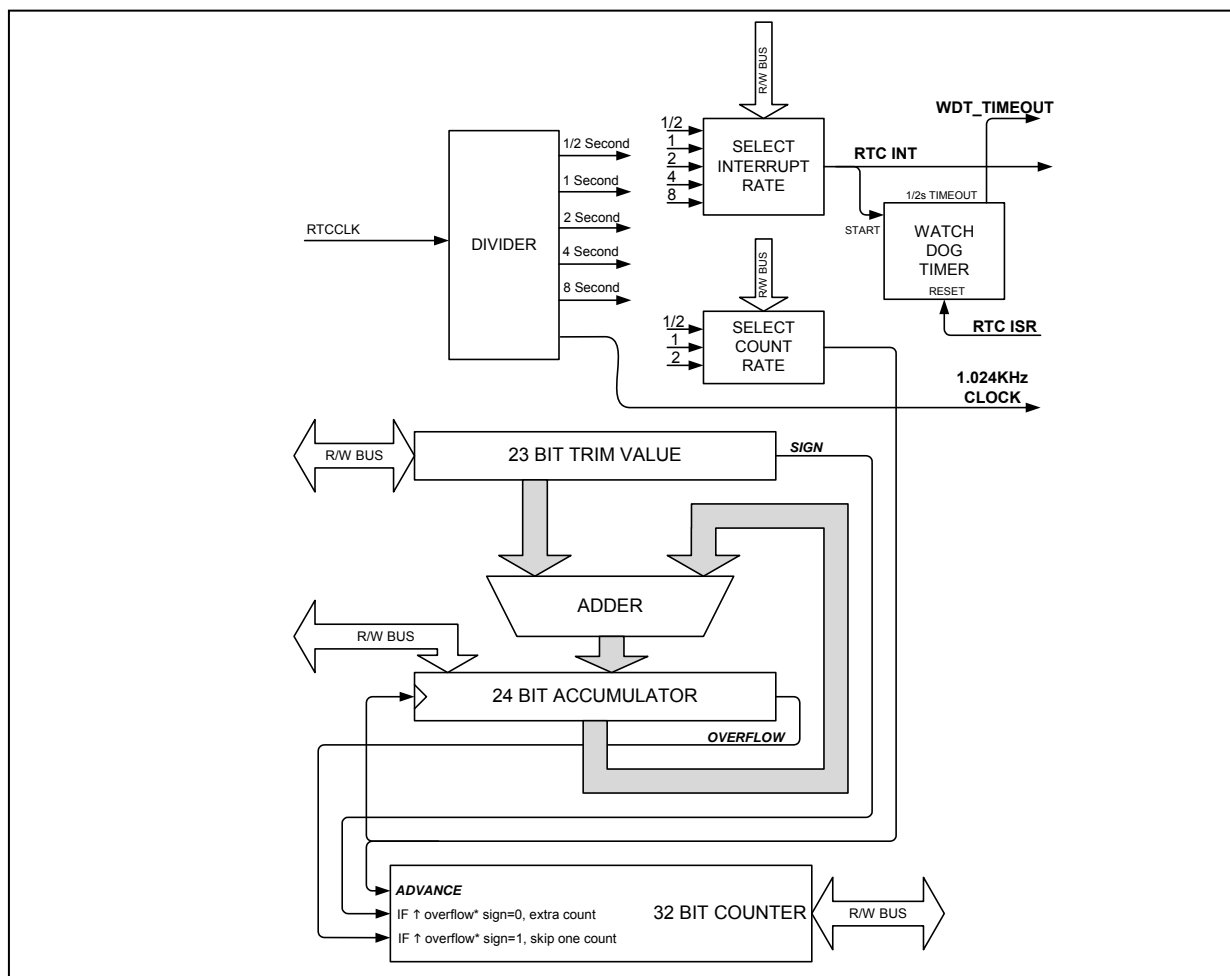 R/W BUS
WDT_TIMEOUT
1/2
1
2
4
8
SELECT
INTERRUPT
RATE
RTC INT
1/2 Second
1 Second
2 Second
4 Second
8 Second
RTCCLK
DIVIDER
1/2s TIMEOUT
START
WATCH
DOG
TIMER
RESET
RTC ISR
R/W BUS
1/2
1
2
SELECT
COUNT
RATE
1.024KHz
CLOCK
R/W BUS
23 BIT TRIM VALUE
SIGN
ADDER
R/W BUS
24 BIT ACCUMULATOR
OVERFLOW
ADVANCE
IF ↑ overflow* sign=0, extra count
IF ↑ overflow* sign=1, skip one count
32 BIT COUNTER
R/W BUS